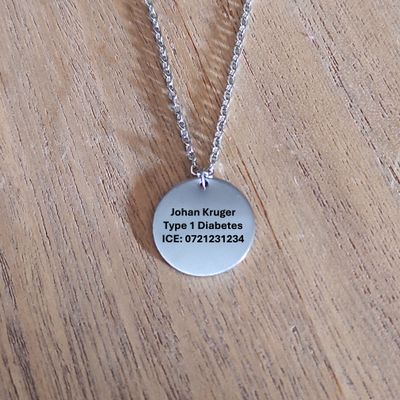 Johan Kruger
Type 1 Diabetes
ICE: 0721231234